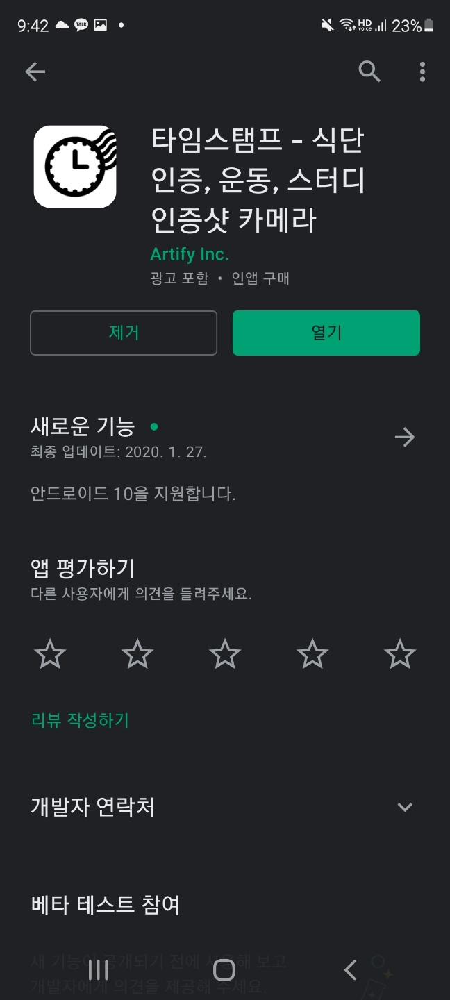 9:42 TALK HD voice 23%
타임스탬프 - 식단
인증, 운동, 스터디
인증샷 카메라
Artify Inc.
광고 포함 • 인앱 구매
제거
열기
새로운 기능
최종 업데이트: 2020. 1. 27.
안드로이드 10을 지원합니다.
앱 평가하기
다른 사용자에게 의견을 들려주세요.
리뷰 작성하기
개발자 연락처
베타 테스트 참여
새 기능이 공개되기 전에 사용해 보고
개발자에게 의견을 제공해 주세요.